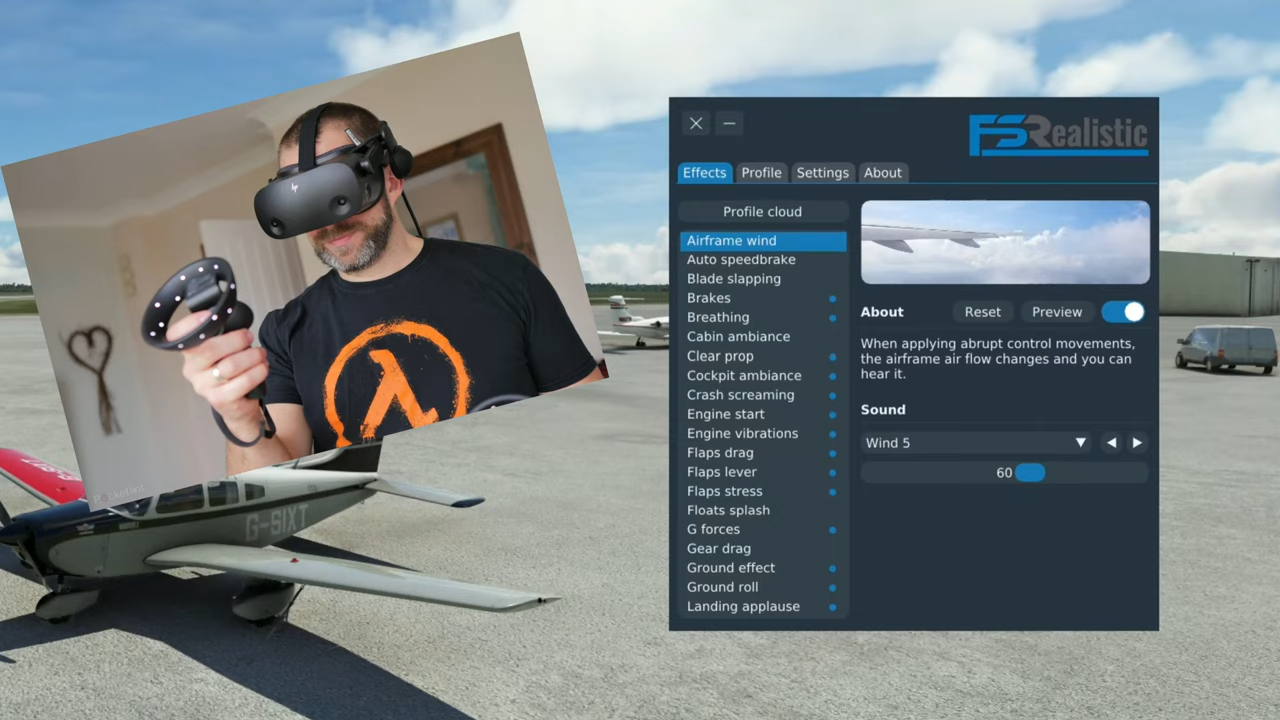 hp
Pocket-lint
G-SIXT
FSRealistic
Effects
Profile
Settings
About
Profile cloud
Airframe wind
Auto speedbrake
Blade slapping
Brakes
Breathing
Cabin ambiance
Clear prop
Cockpit ambiance
Crash screaming
Engine start
Engine vibrations
Flaps drag
Flaps lever
Flaps stress
Floats splash
G forces
Gear drag
Ground effect
Ground roll
Landing applause
About
Reset
Preview
When applying abrupt control movements,
the airframe air flow changes and you can
hear it.
Sound
Wind 5
60